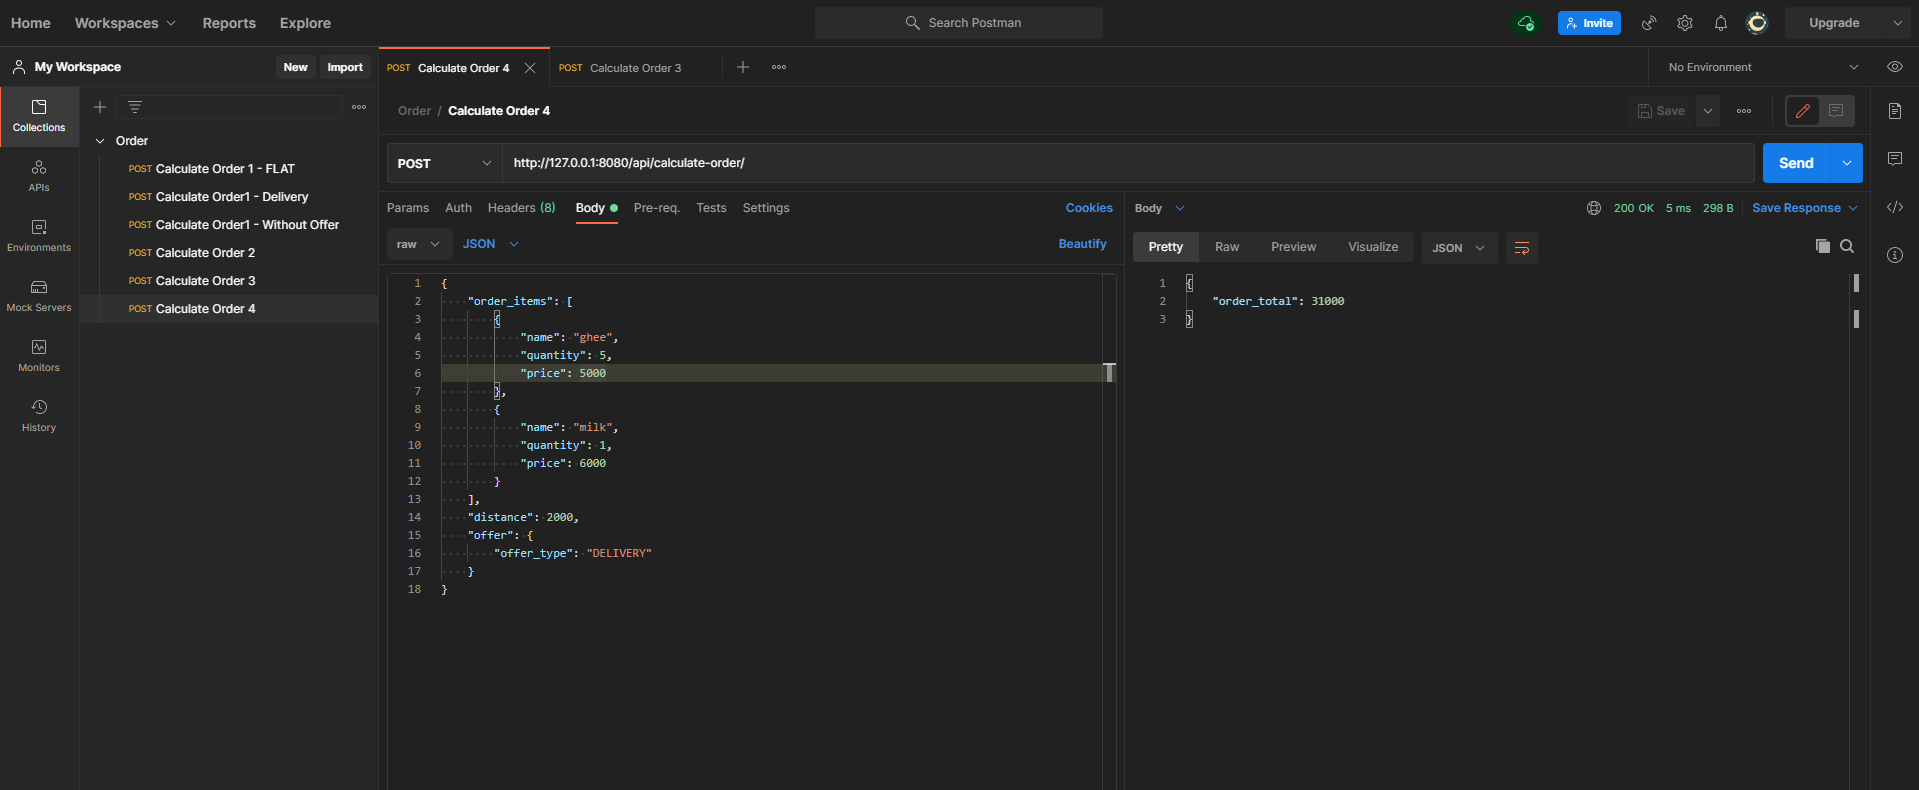 Home Workspaces Reports Explore Search Postman Invite Upgrade
My Workspace New Import
POST Calculate Order 4 POST Calculate Order 3 No Environment
Order / Calculate Order 4 Save
Collections
APIs
Environments
Mock Servers
Monitors
History
Order
POST Calculate Order 1 - FLAT
POST Calculate Order1 - Delivery
POST Calculate Order1 - Without Offer
POST Calculate Order 2
POST Calculate Order 3
POST Calculate Order 4
POST http://127.0.0.1:8080/api/calculate-order/ Send
Params Auth Headers (8) Body Pre-req. Tests Settings Cookies
raw JSON Beautify
1 {
2 "order_items": [
3 {
4 "name": "ghee",
5 "quantity": 5,
6 "price": 5000
7 },
8 {
9 "name": "milk",
10 "quantity": 1,
11 "price": 6000
12 }
13 ],
14 "distance": 2000,
15 "offer": {
16 "offer_type": "DELIVERY"
17 }
18 }
Body 200 OK 5 ms 298 B Save Response
Pretty Raw Preview Visualize JSON
1 {
2 "order_total": 31000
3 }